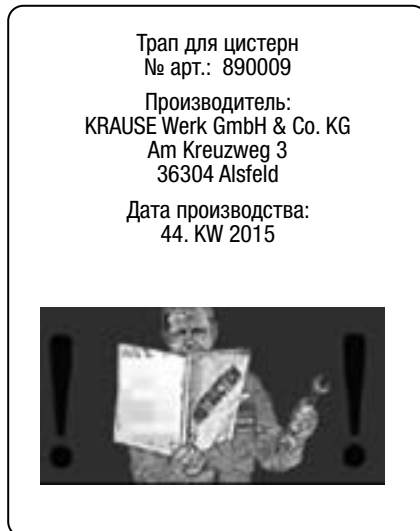 Трап для цистерн
№ арт.: 890009
Производитель:
KRAUSE Werk GmbH & Co. KG
Am Kreuzweg 3
36304 Alsfeld
Дата производства:
44. KW 2015
! !